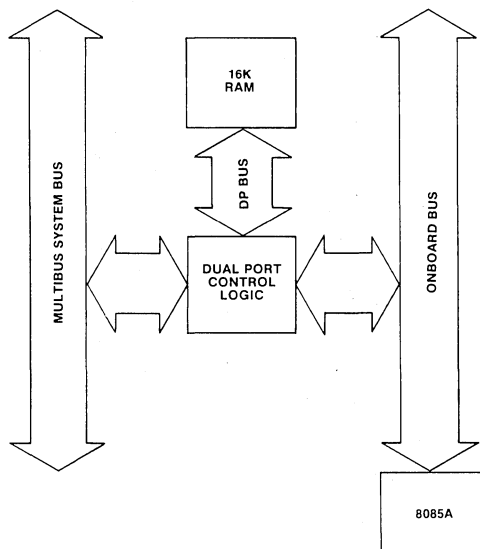 16K
RAM
MULTIBUS SYSTEM BUS
DP BUS
ONBOARD BUS
DUAL PORT
CONTROL
LOGIC
8085A